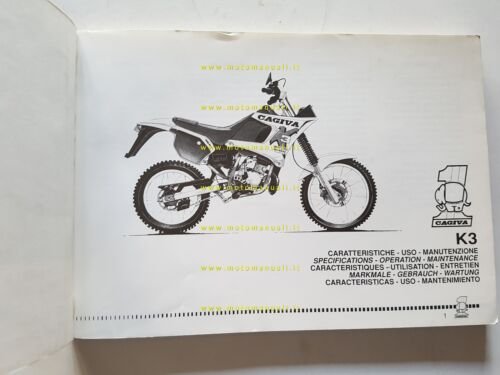 www.motomanuali.it
www.motomanuali.it
www.motomanuali.it
www.motomanuali.it
www.motomanuali.it
www.motomanuali.it
CAGIVA
K3
CAGIVA
K3
CARATTERISTICHE - USO - MANUTENZIONE
SPECIFICATIONS - OPERATION - MAINTENANCE
CARACTERISTIQUES - UTILISATION - ENTRETIEN
MARKMALE - GEBRAUCH - WARTUNG
CARACTERISTICAS - USO - MANTENIMIENTO
1